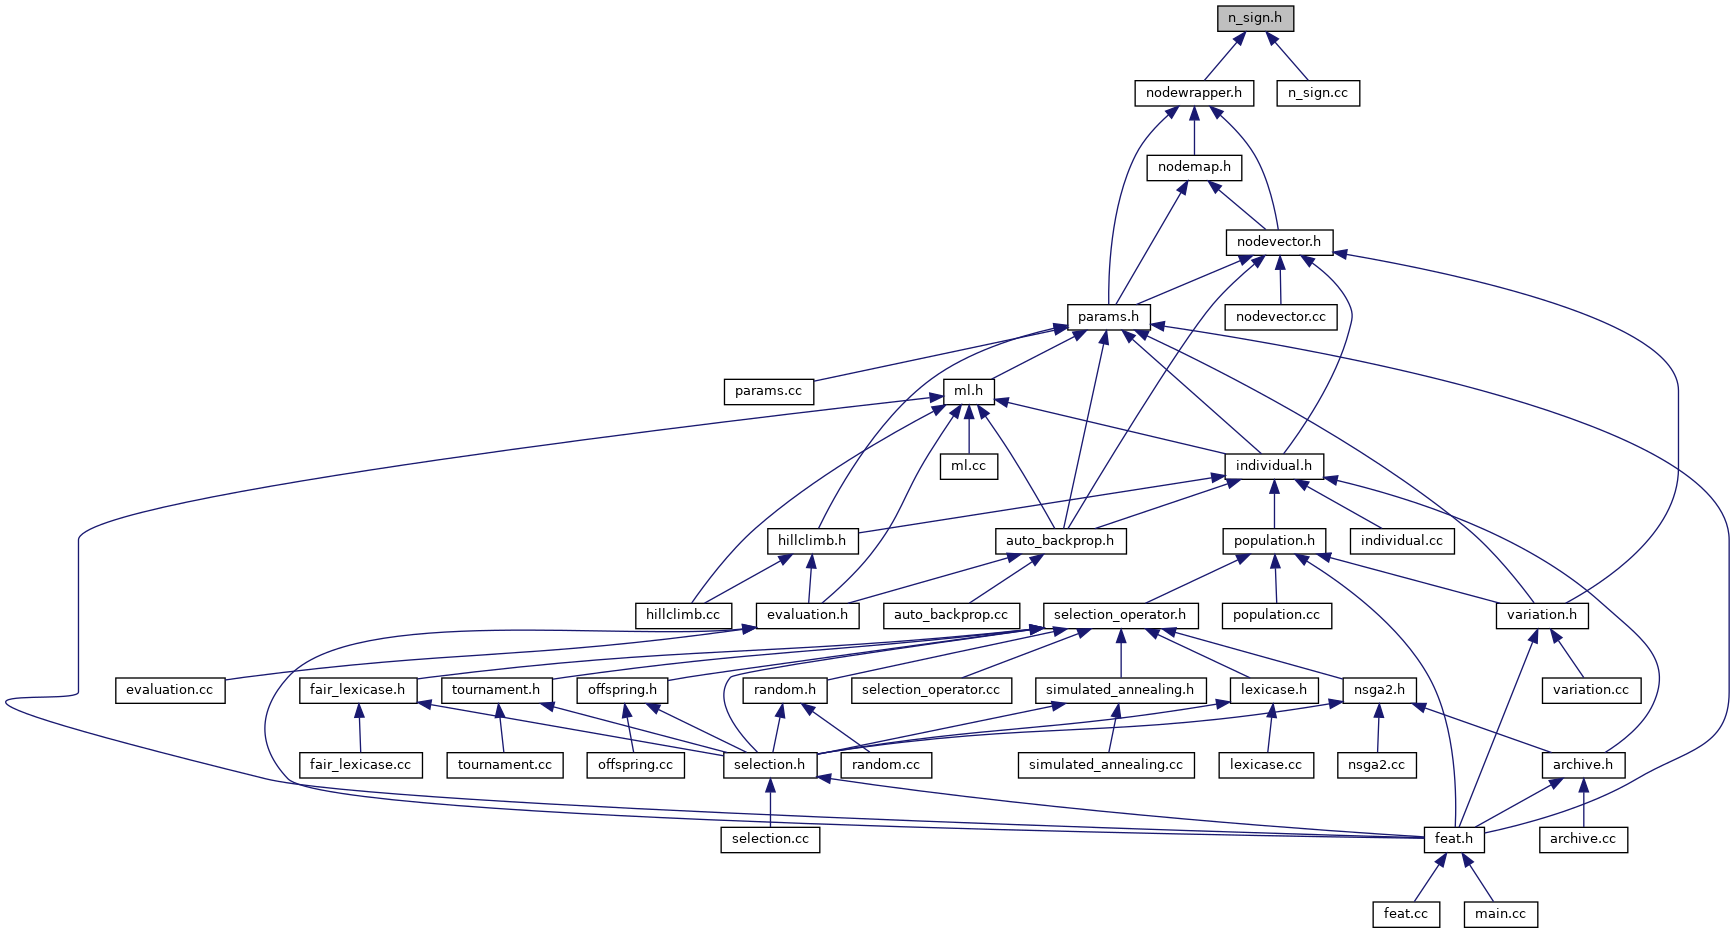 n_sign.h
nodewrapper.h
n_sign.cc
nodemap.h
nodevector.h
params.h
nodevector.cc
params.cc
ml.h
ml.cc
individual.h
hillclimb.h
auto_backprop.h
population.h
individual.cc
hillclimb.cc
evaluation.h
auto_backprop.cc
selection_operator.h
population.cc
variation.h
evaluation.cc
fair_lexicase.h
tournament.h
offspring.h
random.h
selection_operator.cc
simulated_annealing.h
lexicase.h
nsga2.h
variation.cc
fair_lexicase.cc
tournament.cc
offspring.cc
selection.h
random.cc
simulated_annealing.cc
lexicase.cc
nsga2.cc
archive.h
selection.cc
feat.h
archive.cc
feat.cc
main.cc